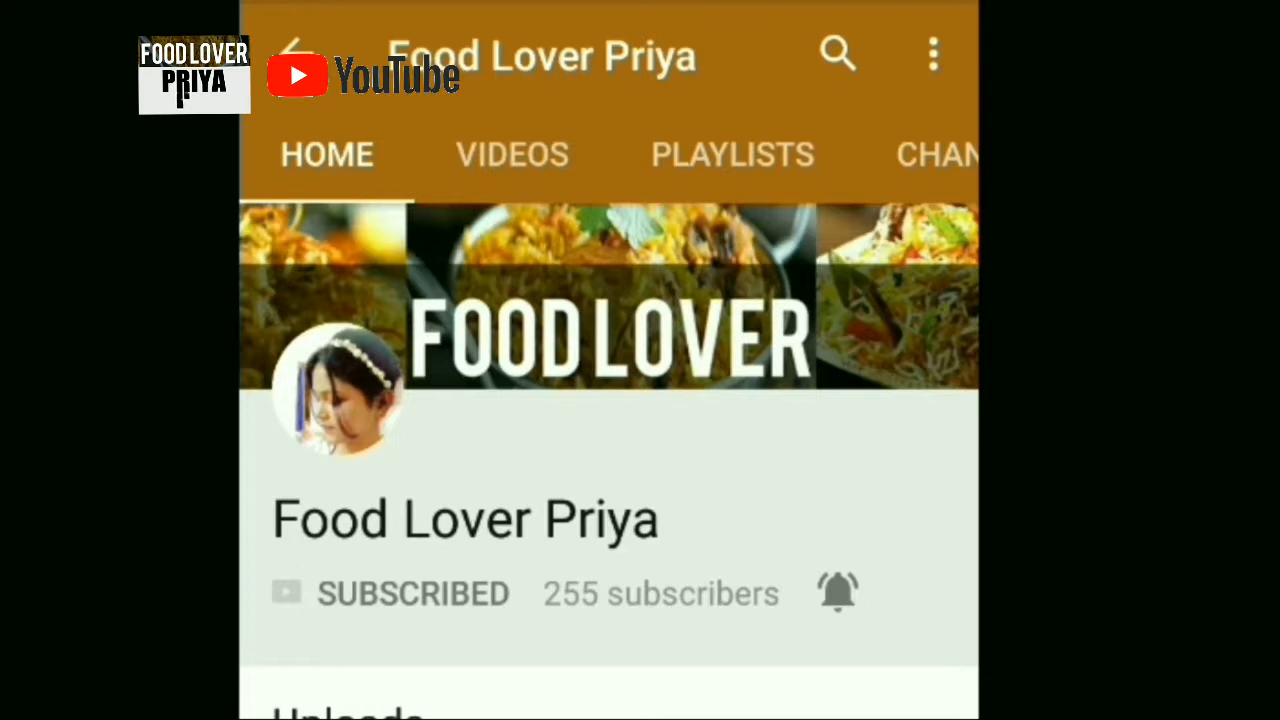 FOOD LOVER
PRIYA
YouTube
Food Lover Priya
HOME VIDEOS PLAYLISTS CHAN
FOOD LOVER
Food Lover Priya
SUBSCRIBED 255 subscribers
Uploads